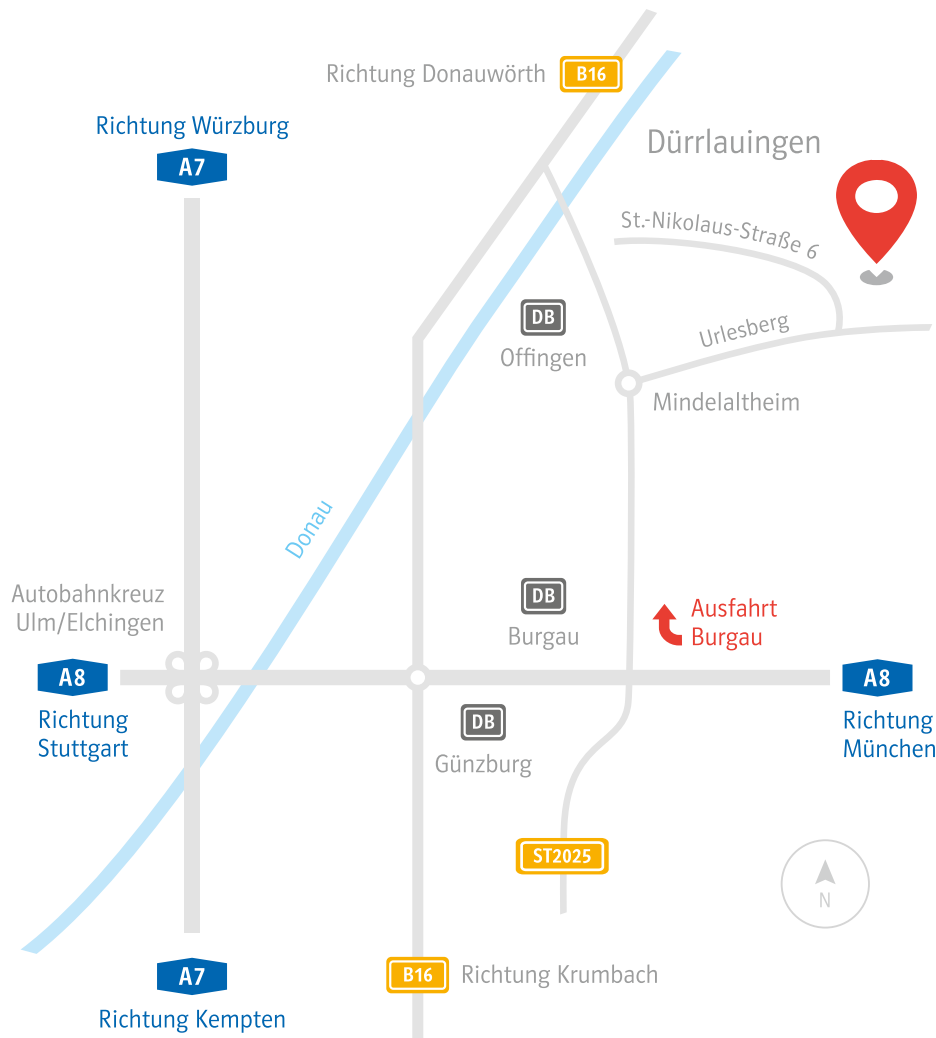 Richtung Donauwörth
B16
Richtung Würzburg
A7
Dürrlauingen
St.-Nikolaus-Straße 6
DB
Offingen
Urlesberg
Mindelaltheim
Donau
Autobahnkreuz
Ulm/Elchingen
DB
Burgau
Ausfahrt
Burgau
A8
Richtung
Stuttgart
A8
Richtung
München
DB
Günzburg
ST2025
N
A7
Richtung Kempten
B16
Richtung Krumbach